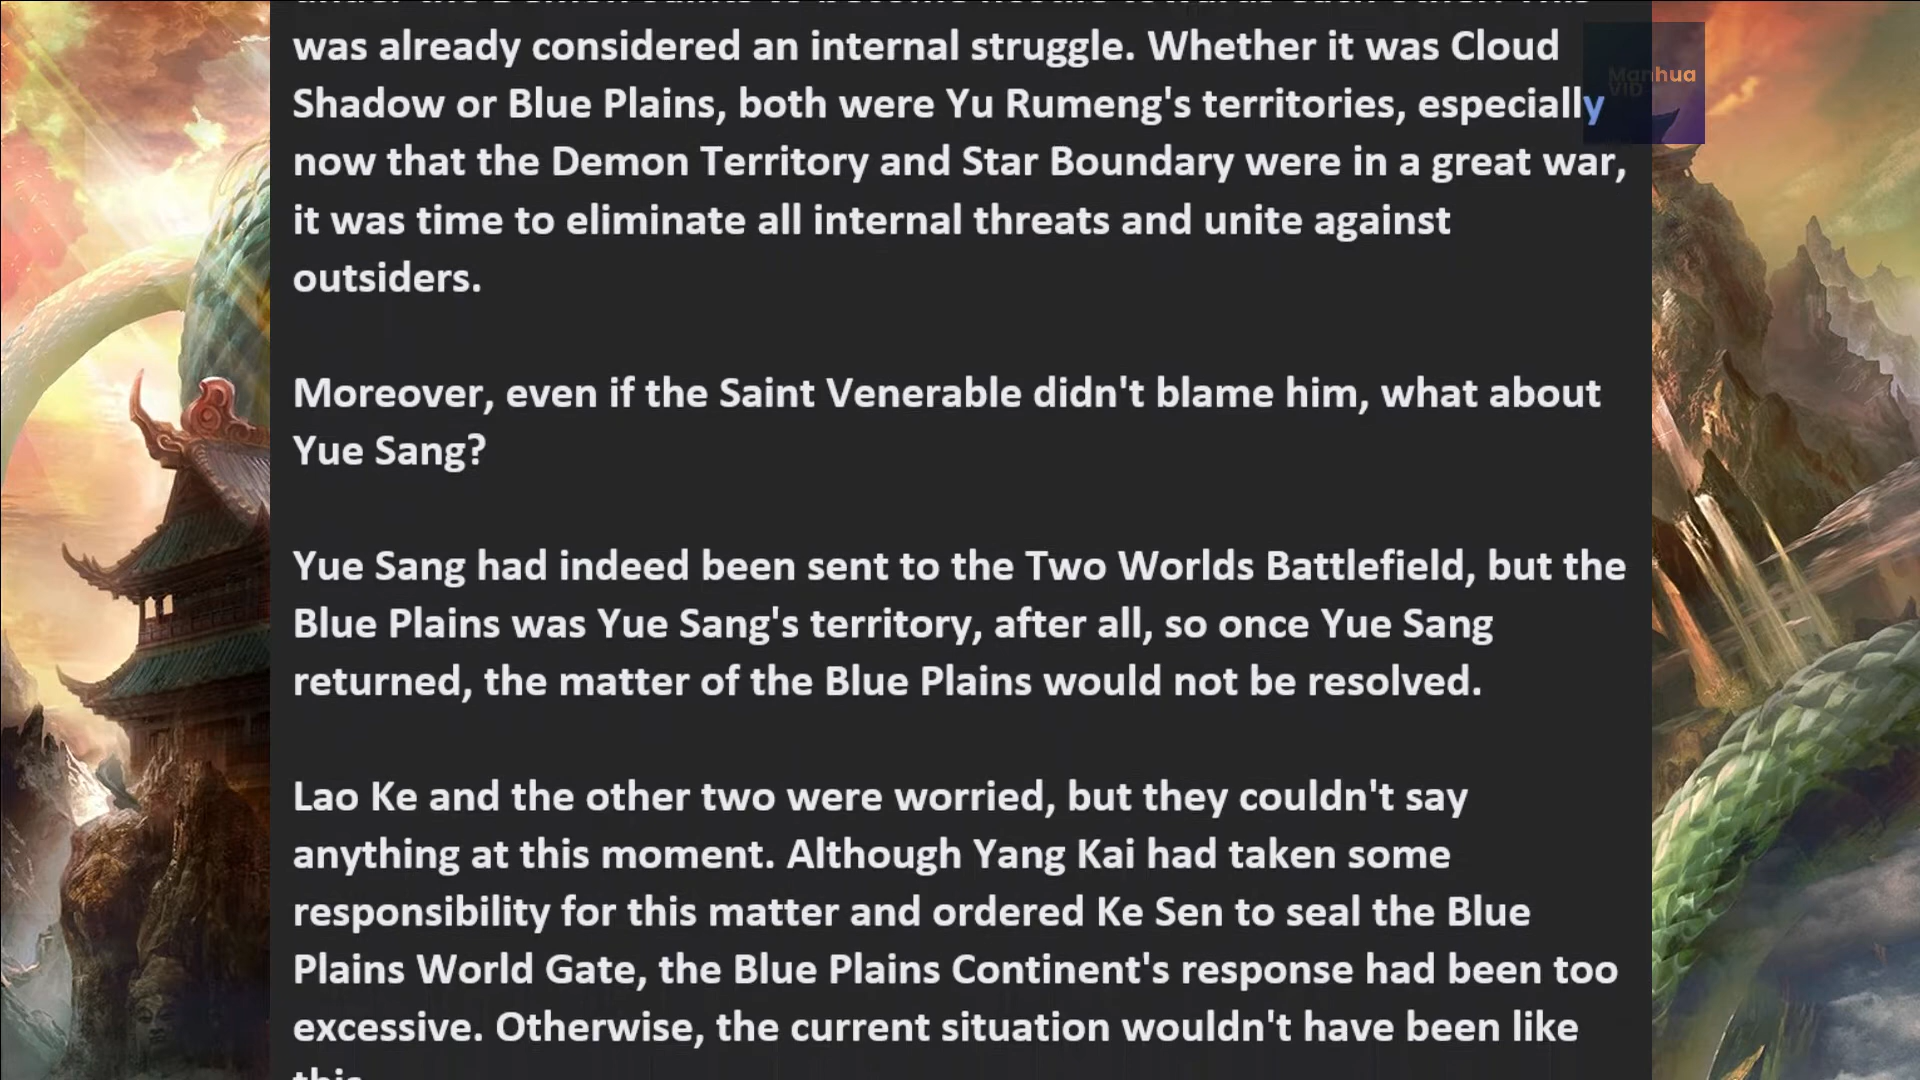 was already considered an internal struggle. Whether it was Cloud
Shadow or Blue Plains, both were Yu Rumeng's territories, especially
now that the Demon Territory and Star Boundary were in a great war,
it was time to eliminate all internal threats and unite against
outsiders.
Moreover, even if the Saint Venerable didn't blame him, what about
Yue Sang?
Yue Sang had indeed been sent to the Two Worlds Battlefield, but the
Blue Plains was Yue Sang's territory, after all, so once Yue Sang
returned, the matter of the Blue Plains would not be resolved.
Lao Ke and the other two were worried, but they couldn't say
anything at this moment. Although Yang Kai had taken some
responsibility for this matter and ordered Ke Sen to seal the Blue
Plains World Gate, the Blue Plains Continent's response had been too
excessive. Otherwise, the current situation wouldn't have been like
Manhua
VID